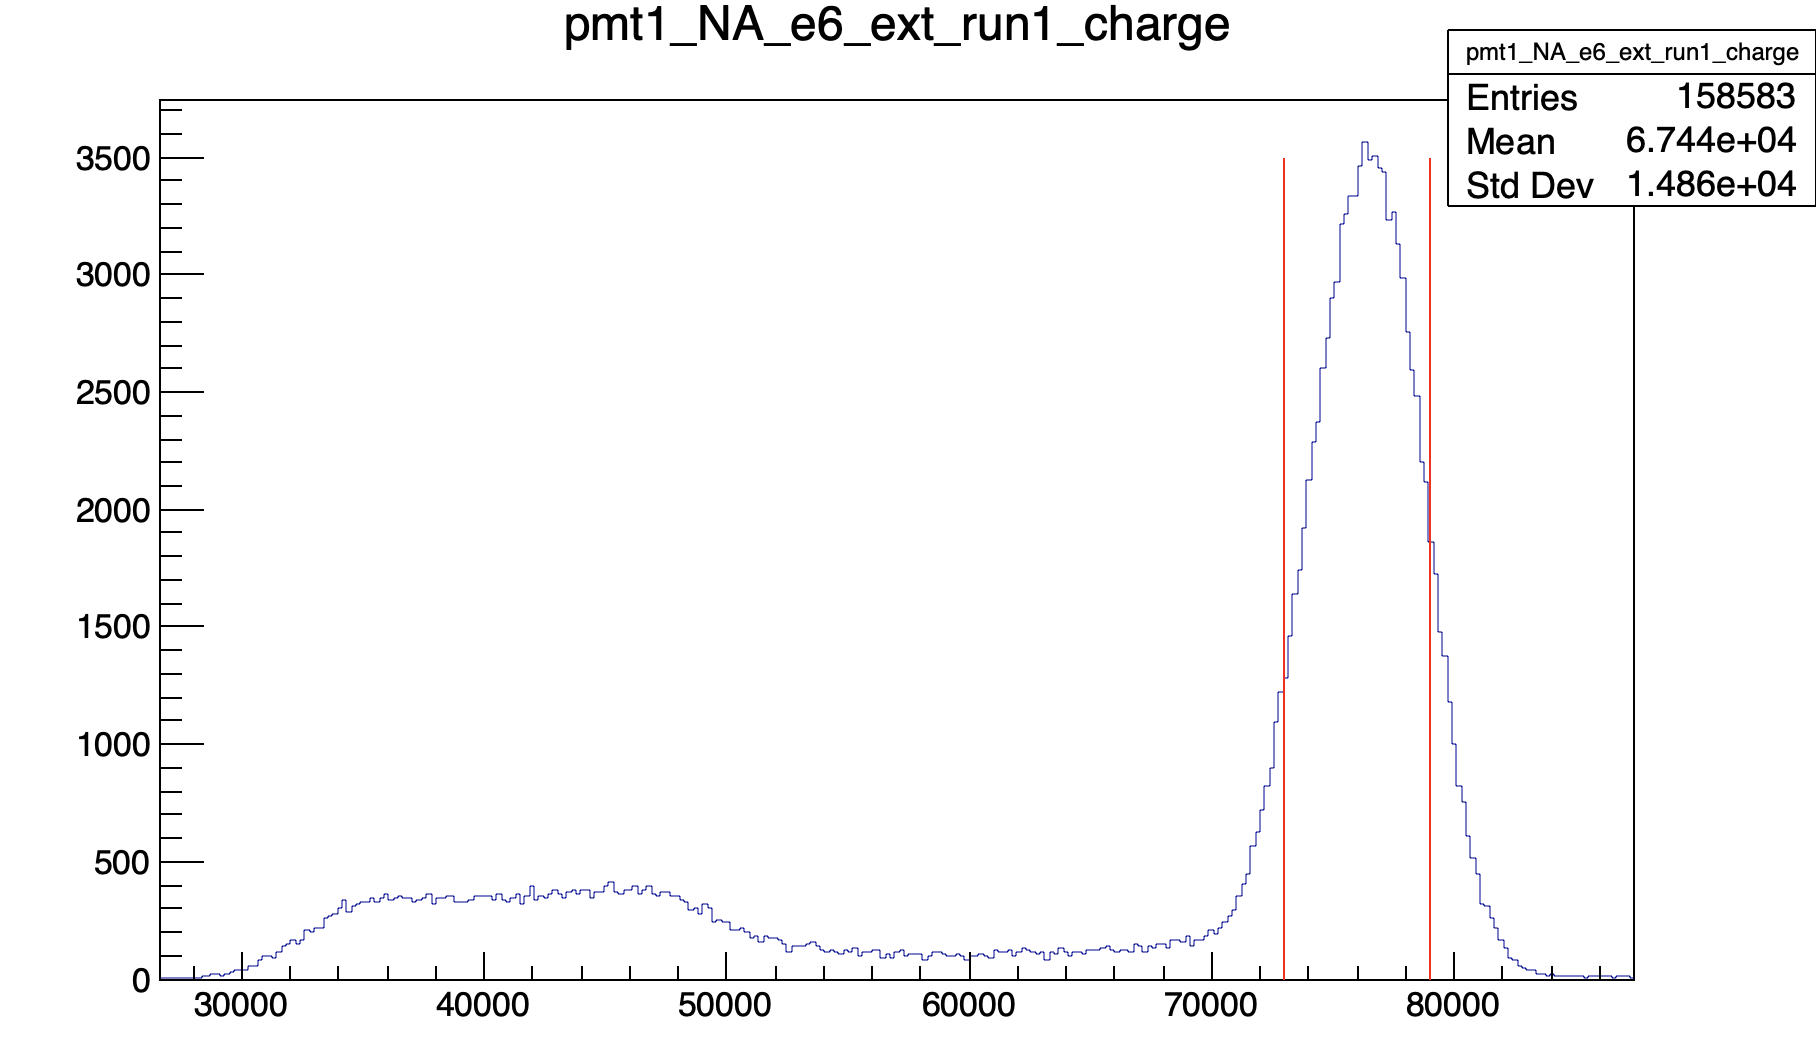 pmt1_NA_e6_ext_run1_charge
pmt1_NA_e6_ext_run1_charge
Entries 158583
Mean 6.744e+04
Std Dev 1.486e+04
3500
3000
2500
2000
1500
1000
500
0
30000 40000 50000 60000 70000 80000